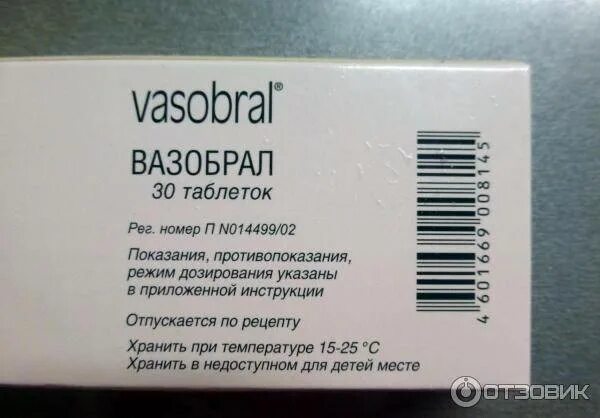 vasobral®
ВАЗОБРАЛ
30 таблеток
Рег. номер П N014499/02
Показания, противопоказания,
режим дозирования указаны
в приложенной инструкции
Отпускается по рецепту
Хранить при температуре 15-25 °С
Хранить в недоступном для детей месте
4 601669 008145
ОТЗОВИК